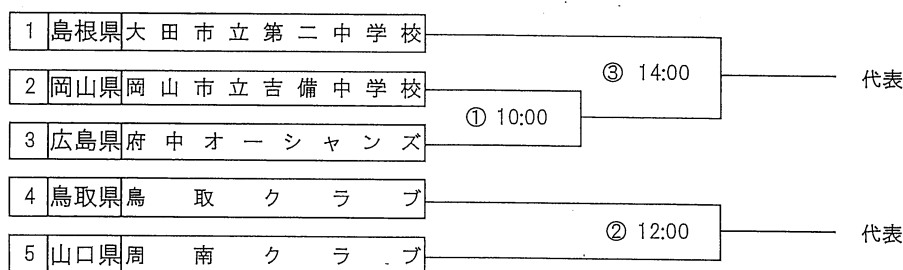 1 島根県 大田市立第二中学校
③ 14:00
代表
2 岡山県 岡山市立吉備中学校
① 10:00
3 広島県 府中オーシャンズ
4 鳥取県 鳥取クラブ
② 12:00
代表
5 山口県 周南クラブ